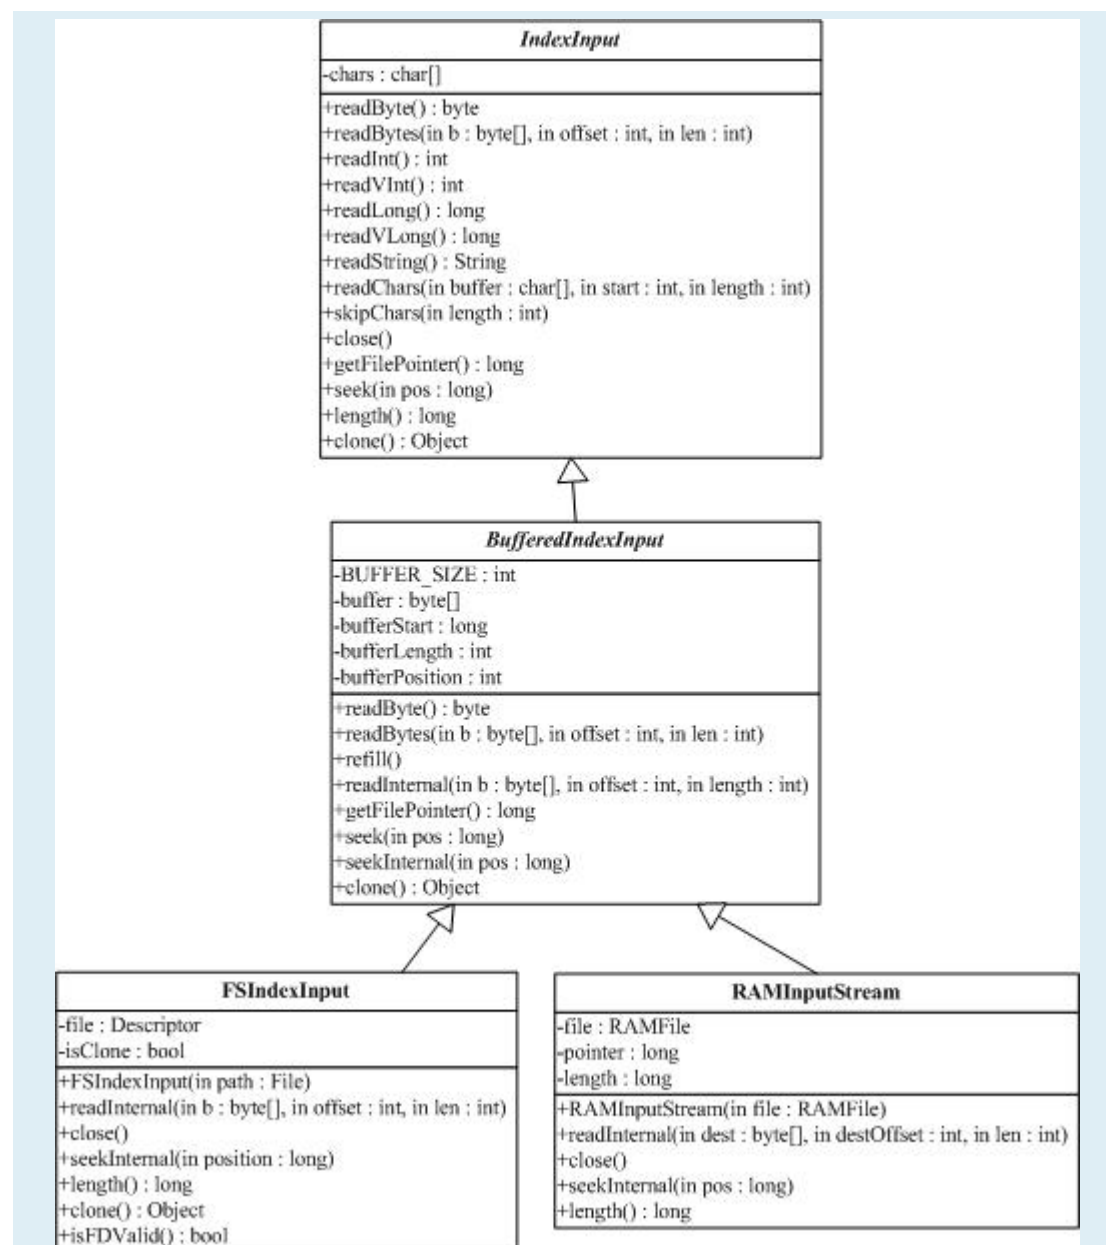 IndexInput
-chars : char[]
+readByte() : byte
+readBytes(in b : byte[], in offset : int, in len : int)
+readInt() : int
+readVInt() : int
+readLong() : long
+readVLong() : long
+readString() : String
+readChars(in buffer : char[], in start : int, in length : int)
+skipChars(in length : int)
+close()
+getFilePointer() : long
+seek(in pos : long)
+length() : long
+clone() : Object
BufferedIndexInput
-BUFFER_SIZE : int
-buffer : byte[]
-bufferStart : long
-bufferLength : int
-bufferPosition : int
+readByte() : byte
+readBytes(in b : byte[], in offset : int, in len : int)
+refill()
+readInternal(in b : byte[], in offset : int, in length : int)
+getFilePointer() : long
+seek(in pos : long)
+seekInternal(in pos : long)
+clone() : Object
FSIndexInput
-file : Descriptor
-isClone : bool
+FSIndexInput(in path : File)
+readInternal(in b : byte[], in offset : int, in len : int)
+close()
+seekInternal(in position : long)
+length() : long
+clone() : Object
+isFDValid() : bool
RAMInputStream
-file : RAMFile
-pointer : long
-length : long
+RAMInputStream(in file : RAMFile)
+readInternal(in dest : byte[], in destOffset : int, in len : int)
+close()
+seekInternal(in pos : long)
+length() : long